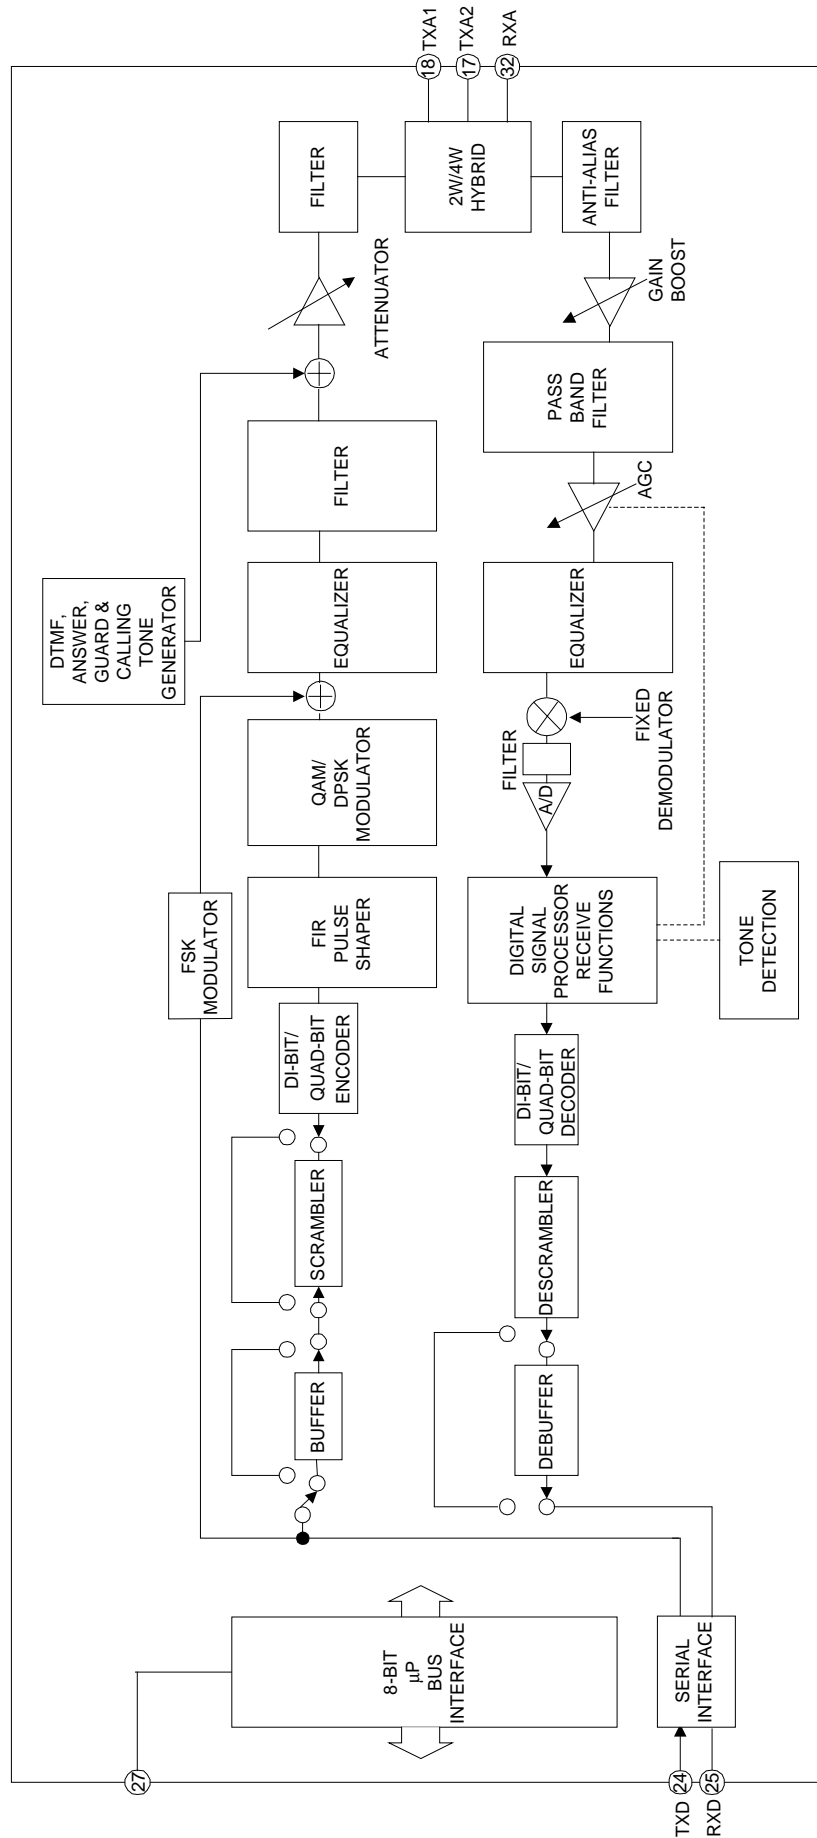 27
8-BIT
µP
BUS
INTERFACE
TXD 24
RXD 25
SERIAL
INTERFACE
BUFFER
SCRAMBLER
DI-BIT/
QUAD-BIT
ENCODER
FSK
MODULATOR
FIR
PULSE
SHAPER
QAM/
DPSK
MODULATOR
EQUALIZER
FILTER
DTMF,
ANSWER,
GUARD &
CALLING
TONE
GENERATOR
ATTENUATOR
FILTER
2W/4W
HYBRID
18 TXA1
17 TXA2
32 RXA
ANTI-ALIAS
FILTER
GAIN
BOOST
PASS
BAND
FILTER
AGC
EQUALIZER
FIXED
DEMODULATOR
FILTER
A/D
DIGITAL
SIGNAL
PROCESSOR
RECEIVE
FUNCTIONS
TONE
DETECTION
DI-BIT/
QUAD-BIT
DECODER
DESCRAMBLER
DEBUFFER